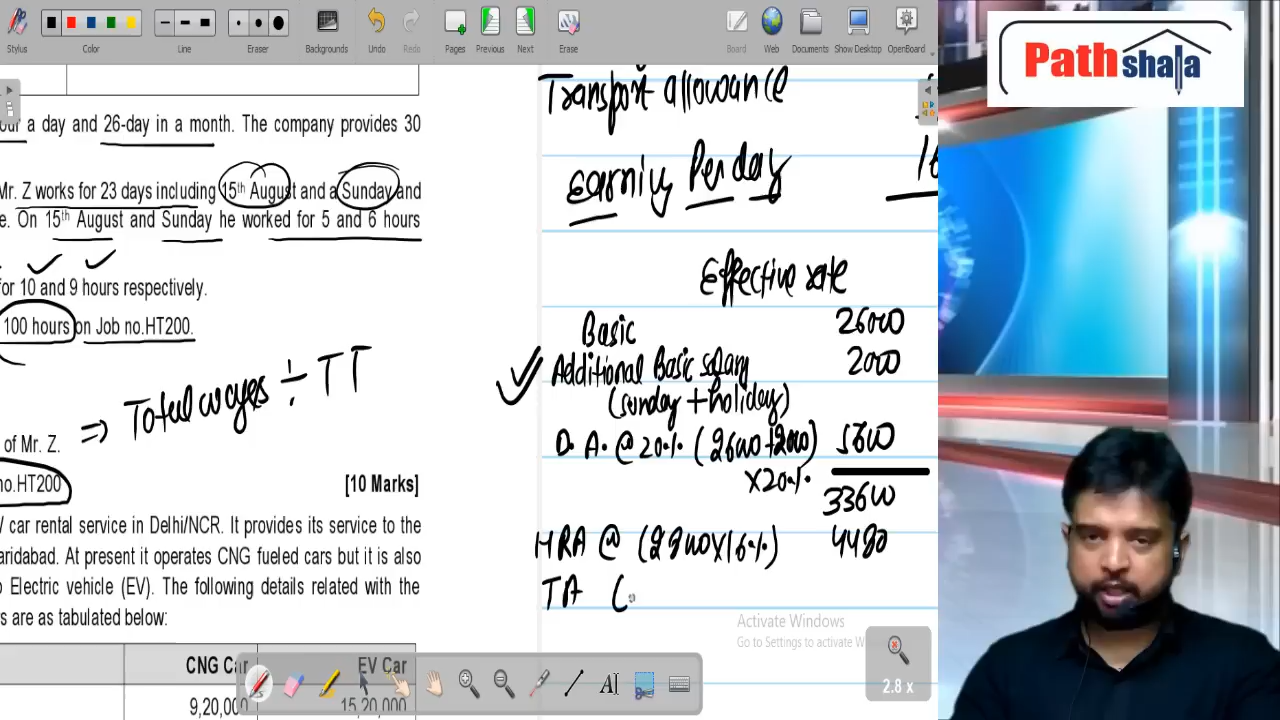 Stylus Color Line Eraser Backgrounds Undo Redo Pages Previous Next Erase Board Web Documents Show Desktop OpenBoard
Path shala
our a day and 26-day in a month. The company provides 30
Mr. Z works for 23 days including 15th August and a Sunday and
e. On 15th August and Sunday he worked for 5 and 6 hours
for 10 and 9 hours respectively.
100 hours on Job no.HT200.
⇒ Total wages ÷ TT
of Mr. Z.
no.HT200 [10 Marks]
/ car rental service in Delhi/NCR. It provides its service to the
aridabad. At present it operates CNG fueled cars but it is also
o Electric vehicle (EV). The following details related with the
rs are as tabulated below:
CNG Car EV Car
9,20,000 15,20,000
Transport allowance
Earning Per day
Effective rate
Basic 26000
Additional Basic salary 2000
(sunday + holiday)
D.A. @ 20% (26000+2000) 5600
X20%
33600
HRA @ (28000X16%) 4480
TA (
Activate Windows
Go to Settings to activate W
2.8 x